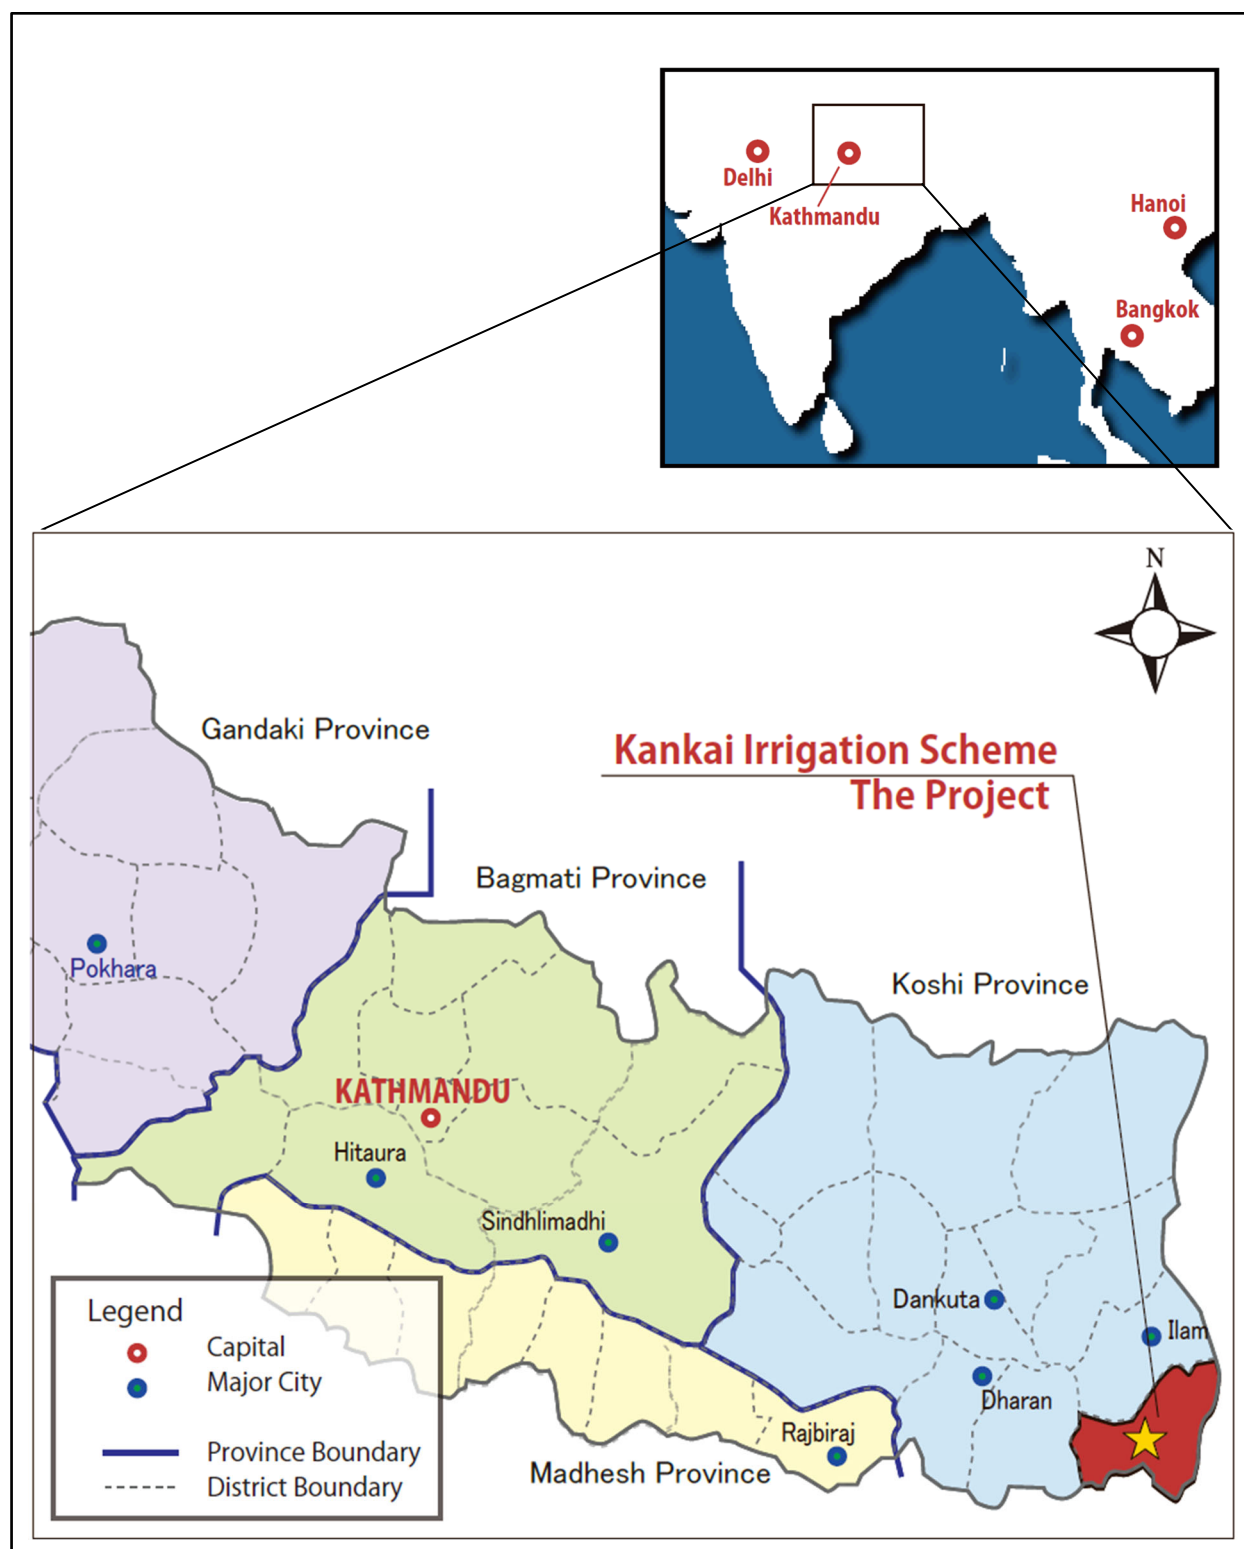 Delhi
Kathmandu
Hanoi
Bangkok
N
Gandaki Province
Kankai Irrigation Scheme
The Project
Bagmati Province
Koshi Province
Pokhara
KATHMANDU
Hitaura
Sindhlimadhi
Dankuta
Ilam
Dharan
Rajbiraj
Madhesh Province
Legend
Capital
Major City
Province Boundary
District Boundary